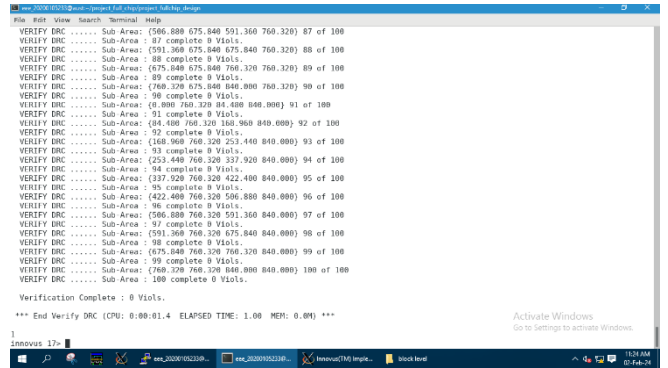 eee_20200105233@aust:~/project_full_chip/project_fullchip_design
File Edit View Search Terminal Help
VERIFY DRC ...... Sub-Area: {506.880 675.840 591.360 760.320} 87 of 100
VERIFY DRC ...... Sub-Area : 87 complete 0 Viols.
VERIFY DRC ...... Sub-Area: {591.360 675.840 675.840 760.320} 88 of 100
VERIFY DRC ...... Sub-Area : 88 complete 0 Viols.
VERIFY DRC ...... Sub-Area: {675.840 675.840 760.320 760.320} 89 of 100
VERIFY DRC ...... Sub-Area : 89 complete 0 Viols.
VERIFY DRC ...... Sub-Area: {760.320 675.840 840.000 760.320} 90 of 100
VERIFY DRC ...... Sub-Area : 90 complete 0 Viols.
VERIFY DRC ...... Sub-Area: {0.000 760.320 84.480 840.000} 91 of 100
VERIFY DRC ...... Sub-Area : 91 complete 0 Viols.
VERIFY DRC ...... Sub-Area: {84.480 760.320 168.960 840.000} 92 of 100
VERIFY DRC ...... Sub-Area : 92 complete 0 Viols.
VERIFY DRC ...... Sub-Area: {168.960 760.320 253.440 840.000} 93 of 100
VERIFY DRC ...... Sub-Area : 93 complete 0 Viols.
VERIFY DRC ...... Sub-Area: {253.440 760.320 337.920 840.000} 94 of 100
VERIFY DRC ...... Sub-Area : 94 complete 0 Viols.
VERIFY DRC ...... Sub-Area: {337.920 760.320 422.400 840.000} 95 of 100
VERIFY DRC ...... Sub-Area : 95 complete 0 Viols.
VERIFY DRC ...... Sub-Area: {422.400 760.320 506.880 840.000} 96 of 100
VERIFY DRC ...... Sub-Area : 96 complete 0 Viols.
VERIFY DRC ...... Sub-Area: {506.880 760.320 591.360 840.000} 97 of 100
VERIFY DRC ...... Sub-Area : 97 complete 0 Viols.
VERIFY DRC ...... Sub-Area: {591.360 760.320 675.840 840.000} 98 of 100
VERIFY DRC ...... Sub-Area : 98 complete 0 Viols.
VERIFY DRC ...... Sub-Area: {675.840 760.320 760.320 840.000} 99 of 100
VERIFY DRC ...... Sub-Area : 99 complete 0 Viols.
VERIFY DRC ...... Sub-Area: {760.320 760.320 840.000 840.000} 100 of 100
VERIFY DRC ...... Sub-Area : 100 complete 0 Viols.
Verification Complete : 0 Viols.
*** End Verify DRC (CPU: 0:00:01.4 ELAPSED TIME: 1.00 MEM: 0.0M) ***
1
innovus 17>
Activate Windows
Go to Settings to activate Windows.
eee_20200105233@...
eee_20200105233@...
Innovus(TM) Imple...
block level
11:24 AM
02-Feb-24